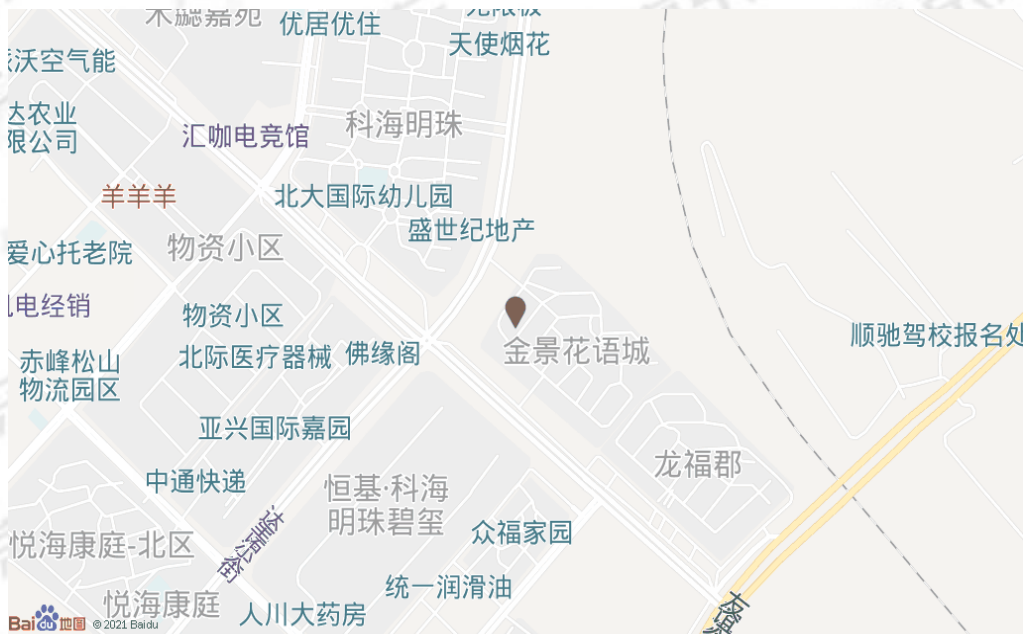 优居优住
天使烟花
沃空气能
达农业
限公司
科海明珠
汇咖电竞馆
羊羊羊
北大国际幼儿园
盛世纪地产
物资小区
爱心托老院
电经销
物资小区
赤峰松山
物流园区
北际医疗器械
佛缘阁
金景花语城
顺驰驾校报名处
亚兴国际嘉园
中通快递
恒基·科海
明珠碧玺
龙福郡
众福家园
悦海康庭-北区
悦海康庭
统一润滑油
人川大药房
友谊
Bai du 地图
© 2021 Baidu